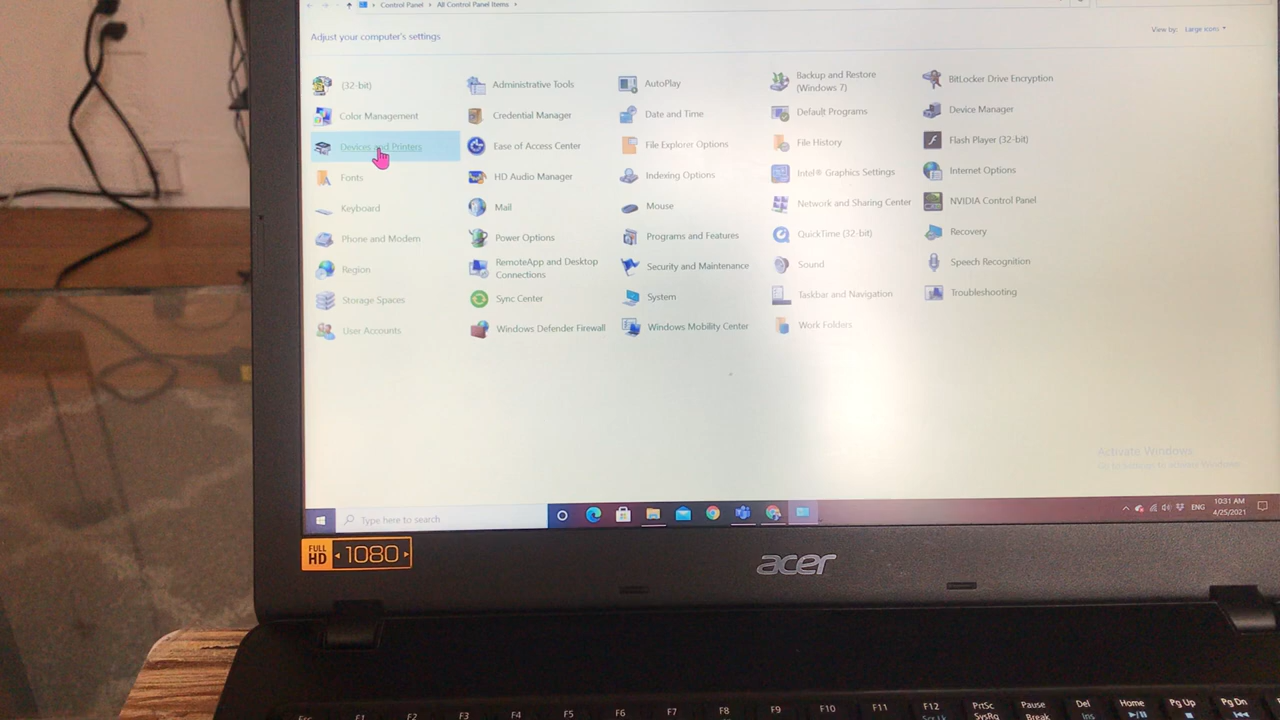 Control Panel › All Control Panel Items ›
Adjust your computer's settings
View by: Large icons
(32-bit)
Administrative Tools
AutoPlay
Backup and Restore
(Windows 7)
BitLocker Drive Encryption
Color Management
Credential Manager
Date and Time
Default Programs
Device Manager
Devices and Printers
Ease of Access Center
File Explorer Options
File History
Flash Player (32-bit)
Fonts
HD Audio Manager
Indexing Options
Intel® Graphics Settings
Internet Options
Keyboard
Mail
Mouse
Network and Sharing Center
NVIDIA Control Panel
Phone and Modem
Power Options
Programs and Features
QuickTime (32-bit)
Recovery
Region
RemoteApp and Desktop
Connections
Security and Maintenance
Sound
Speech Recognition
Storage Spaces
Sync Center
System
Taskbar and Navigation
Troubleshooting
User Accounts
Windows Defender Firewall
Windows Mobility Center
Work Folders
Activate Windows
Go to Settings to activate Windows.
Type here to search
ENG
10:31 AM
4/25/2021
FULL
HD
1080
acer
Esc F1 F2 F3 F4 F5 F6 F7 F8 F9 F10 F11 F12 PrtSc Pause Del Home Pg Up Pg Dn
SysRq Break Ins